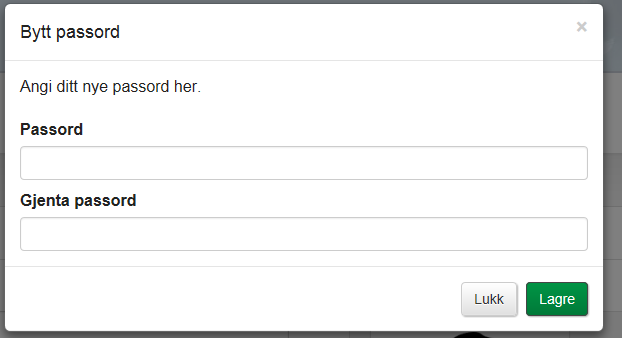 Bytt passord
×
Angi ditt nye passord her.
Passord
Gjenta passord
Lukk
Lagre